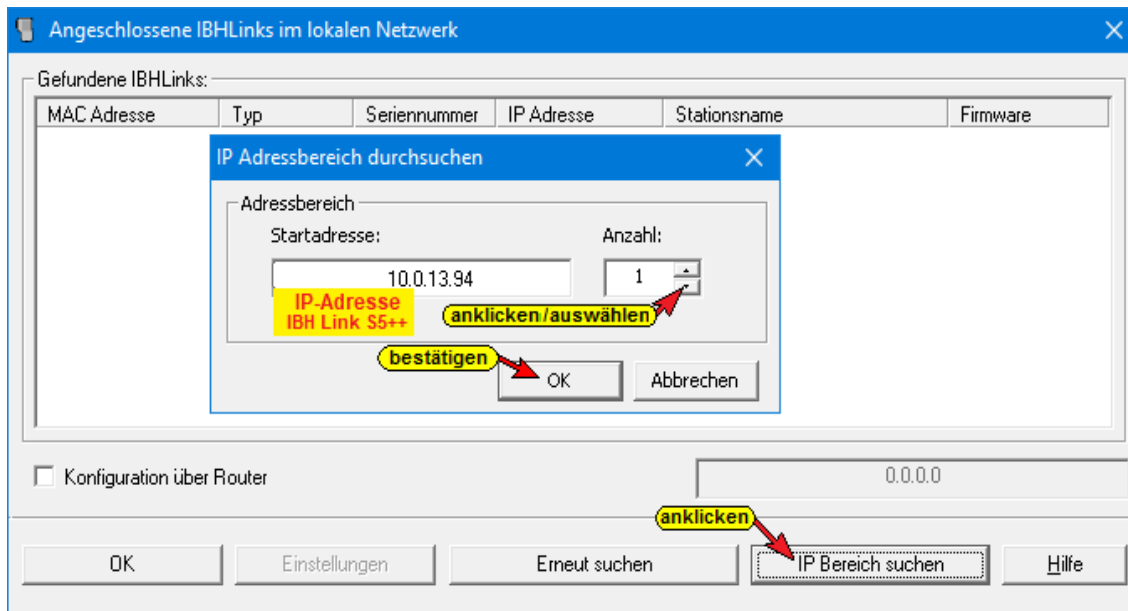 Angeschlossene IBHLinks im lokalen Netzwerk
Gefundene IBHLinks:
MAC Adresse Typ Seriennummer IP Adresse Stationsname Firmware
IP Adressbereich durchsuchen
Adressbereich
Startadresse: Anzahl:
10.0.13.94 1
IP-Adresse
IBH Link S5++
anklicken/auswählen
bestätigen
OK Abbrechen
Konfiguration über Router 0.0.0.0
anklicken
OK Einstellungen Erneut suchen IP Bereich suchen Hilfe